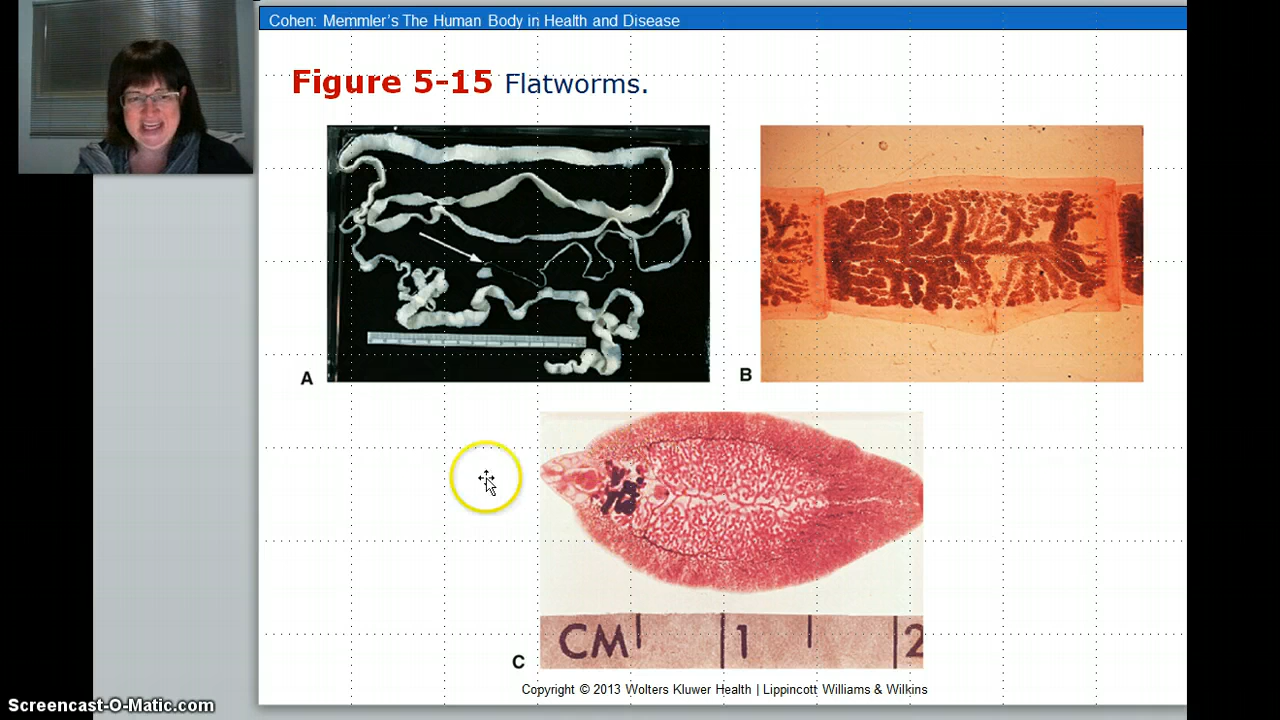 Cohen: Memmler’s The Human Body in Health and Disease
Figure 5-15 Flatworms.
A
B
CM 1 2
C
Copyright © 2013 Wolters Kluwer Health | Lippincott Williams & Wilkins
Screencast-O-Matic.com